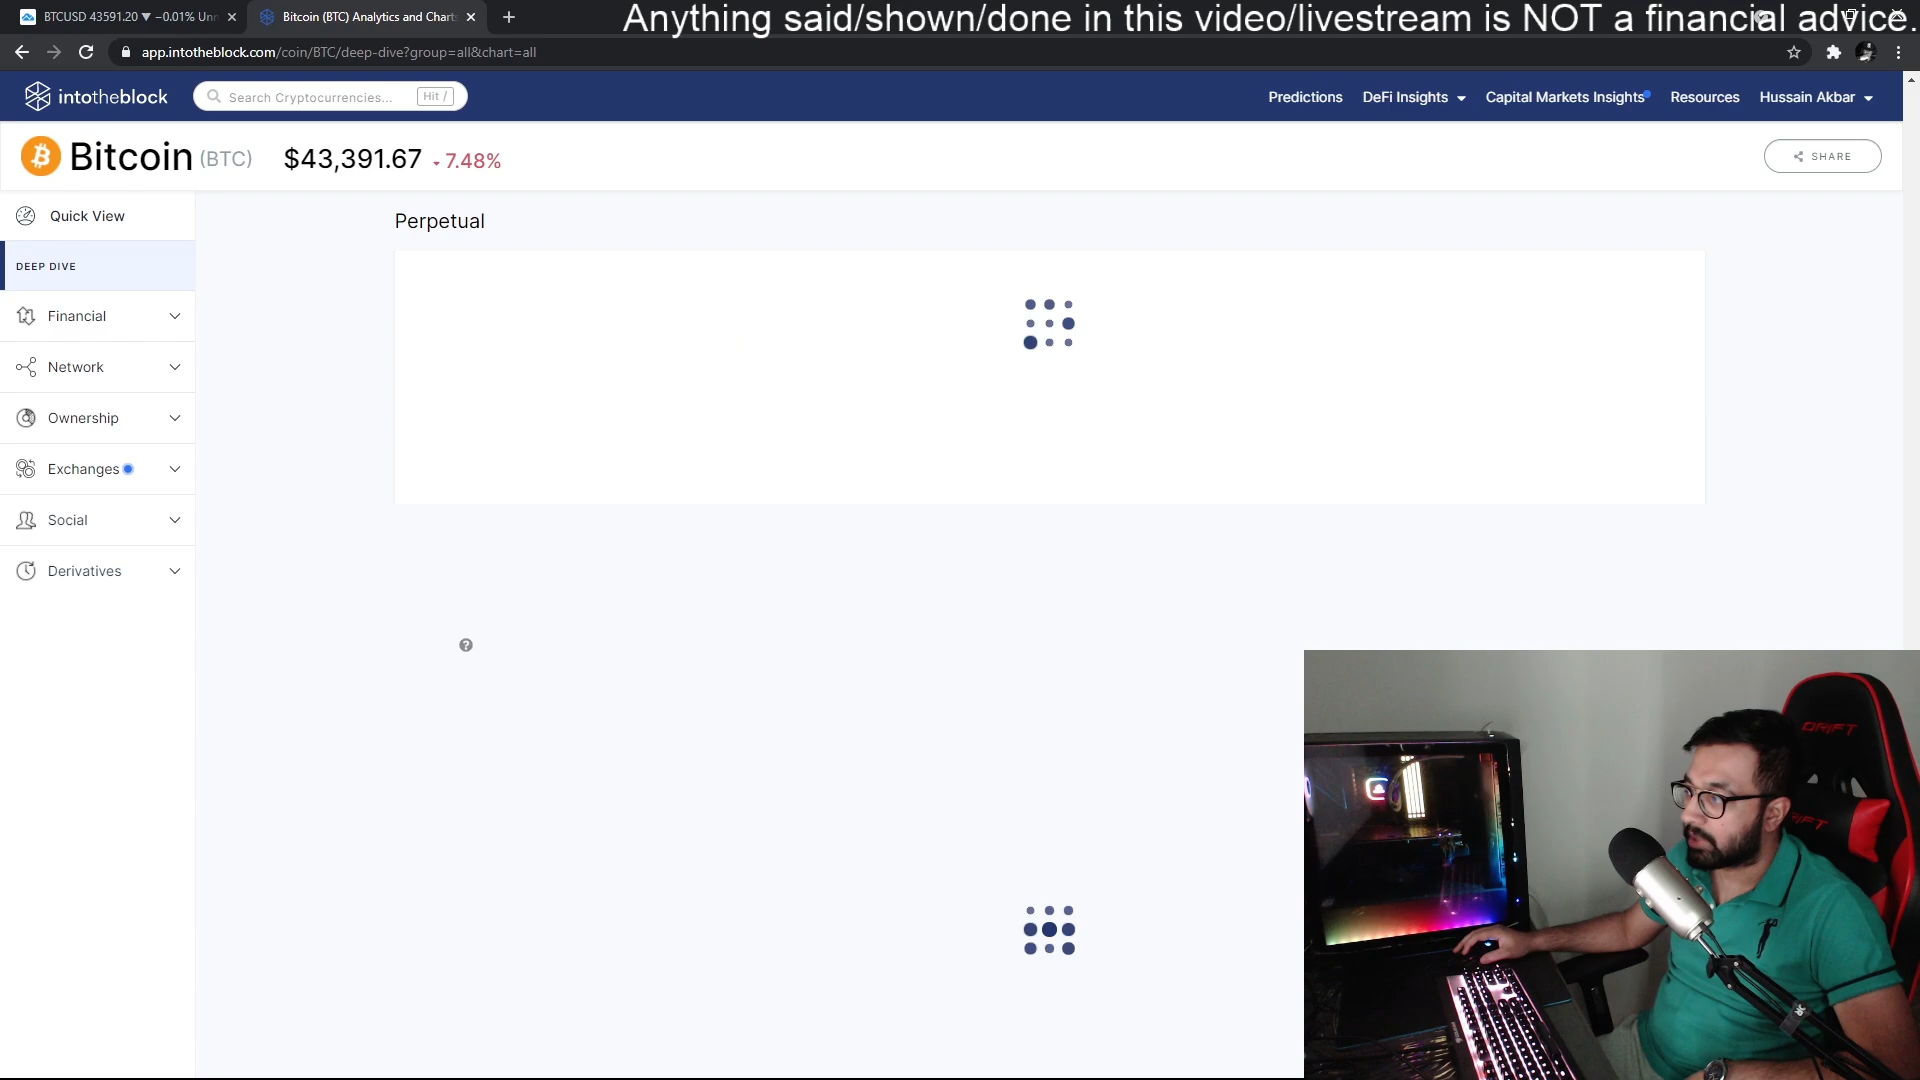 BTCUSD 43591.20 ▼ −0.01% Unn
Bitcoin (BTC) Analytics and Charts
Anything said/shown/done in this video/livestream is NOT a financial advice.
app.intotheblock.com/coin/BTC/deep-dive?group=all&chart=all
intotheblock
Search Cryptocurrencies...
Hit /
Predictions
DeFi Insights
Capital Markets Insights
Resources
Hussain Akbar
Bitcoin (BTC)
$43,391.67
7.48%
SHARE
Quick View
Perpetual
DEEP DIVE
Financial
Network
Ownership
Exchanges
Social
Derivatives
DRIFT